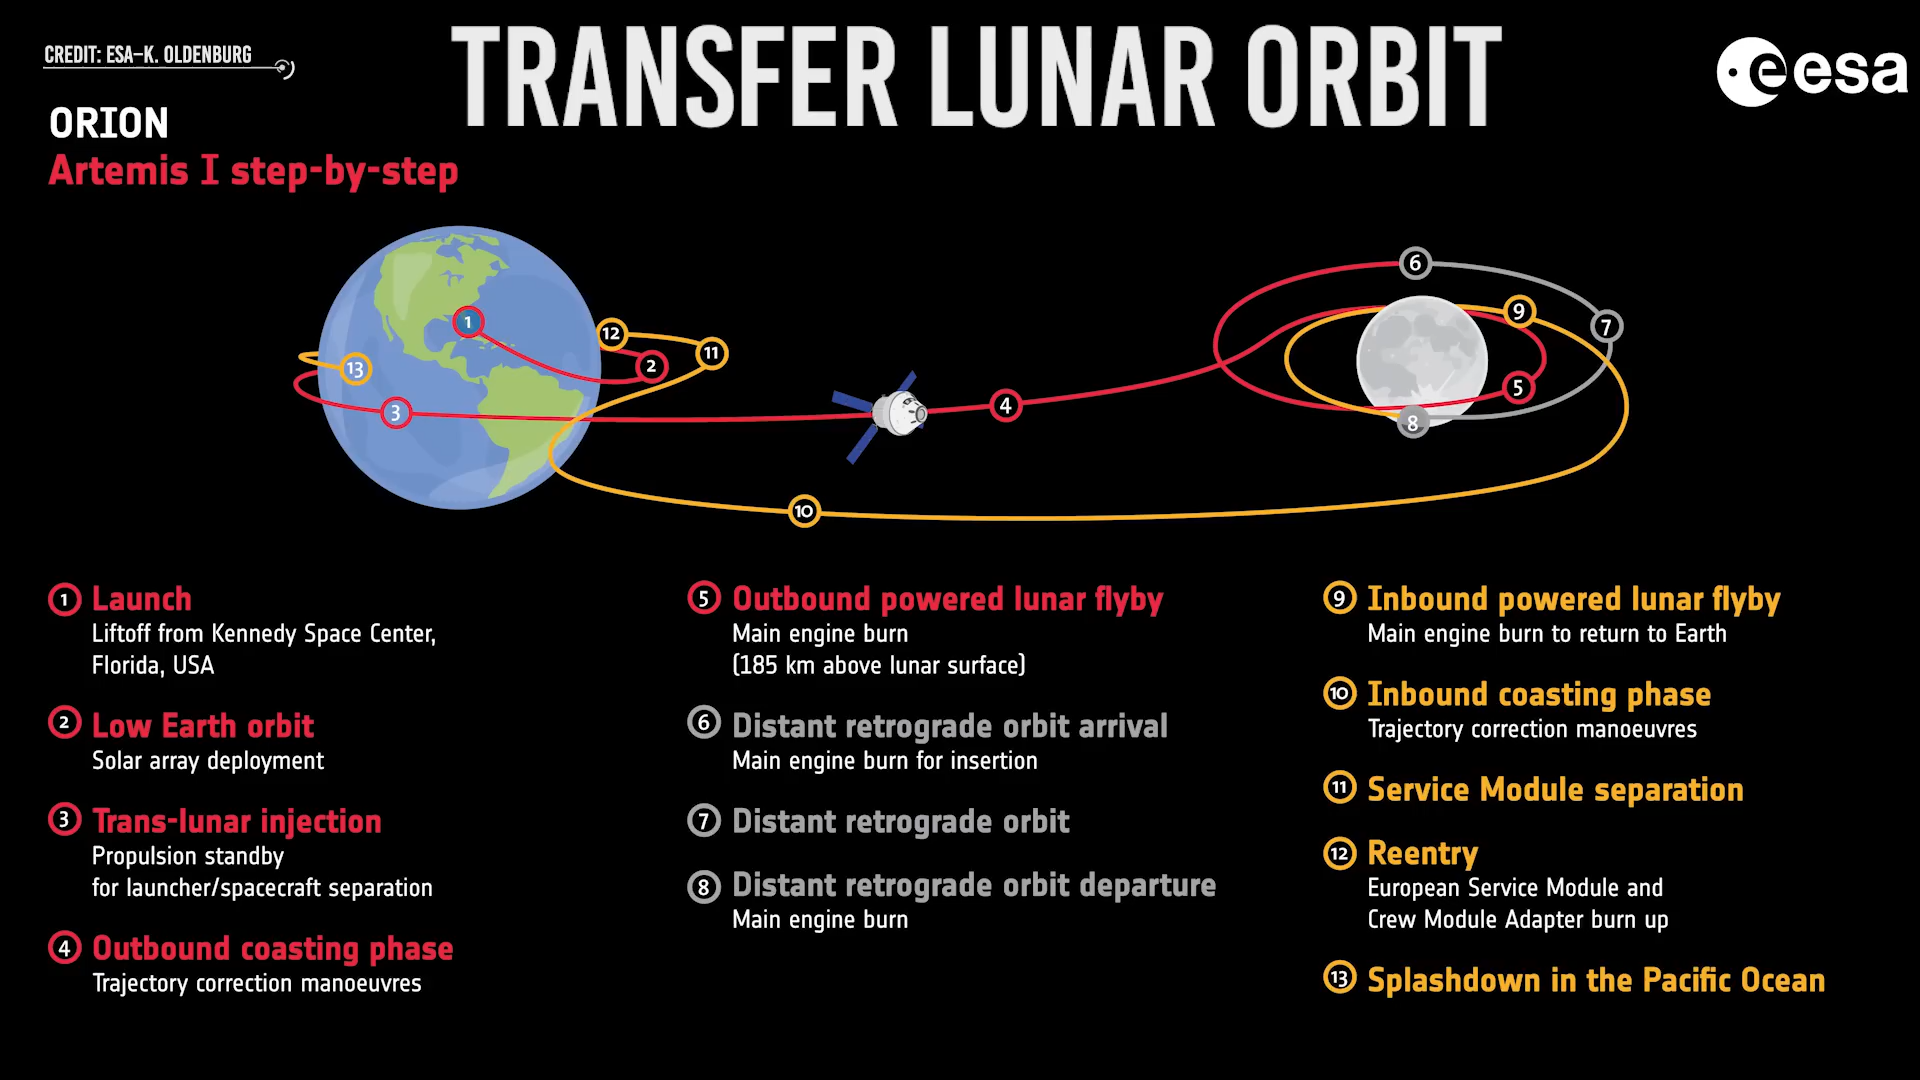 CREDIT: ESA–K. OLDENBURG
TRANSFER LUNAR ORBIT
esa
ORION
Artemis I step-by-step
1
2
3
4
5
6
7
8
9
10
11
12
13
1 Launch
Liftoff from Kennedy Space Center,
Florida, USA
2 Low Earth orbit
Solar array deployment
3 Trans-lunar injection
Propulsion standby
for launcher/spacecraft separation
4 Outbound coasting phase
Trajectory correction manoeuvres
5 Outbound powered lunar flyby
Main engine burn
(185 km above lunar surface)
6 Distant retrograde orbit arrival
Main engine burn for insertion
7 Distant retrograde orbit
8 Distant retrograde orbit departure
Main engine burn
9 Inbound powered lunar flyby
Main engine burn to return to Earth
10 Inbound coasting phase
Trajectory correction manoeuvres
11 Service Module separation
12 Reentry
European Service Module and
Crew Module Adapter burn up
13 Splashdown in the Pacific Ocean